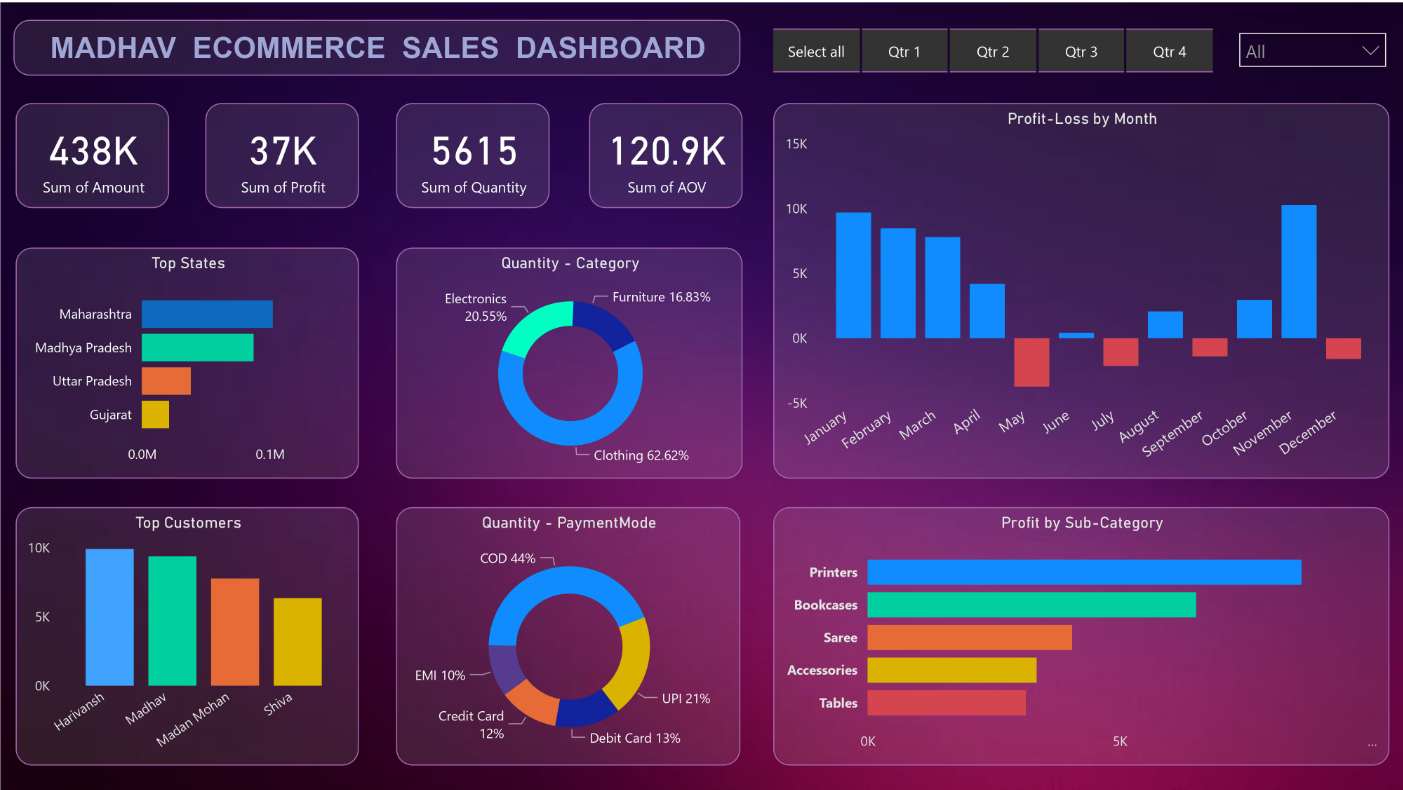 MADHAV ECOMMERCE SALES DASHBOARD
Select all
Qtr 1
Qtr 2
Qtr 3
Qtr 4
All
438K
Sum of Amount
37K
Sum of Profit
5615
Sum of Quantity
120.9K
Sum of AOV
Profit-Loss by Month
15K
10K
5K
0K
-5K
January
February
March
April
May
June
July
August
September
October
November
December
Top States
Maharashtra
Madhya Pradesh
Uttar Pradesh
Gujarat
0.0M
0.1M
Quantity - Category
Electronics
20.55%
Furniture 16.83%
Clothing 62.62%
Top Customers
10K
5K
0K
Harivansh
Madhav
Madan Mohan
Shiva
Quantity - PaymentMode
COD 44%
EMI 10%
Credit Card
12%
UPI 21%
Debit Card 13%
Profit by Sub-Category
Printers
Bookcases
Saree
Accessories
Tables
0K
5K
...